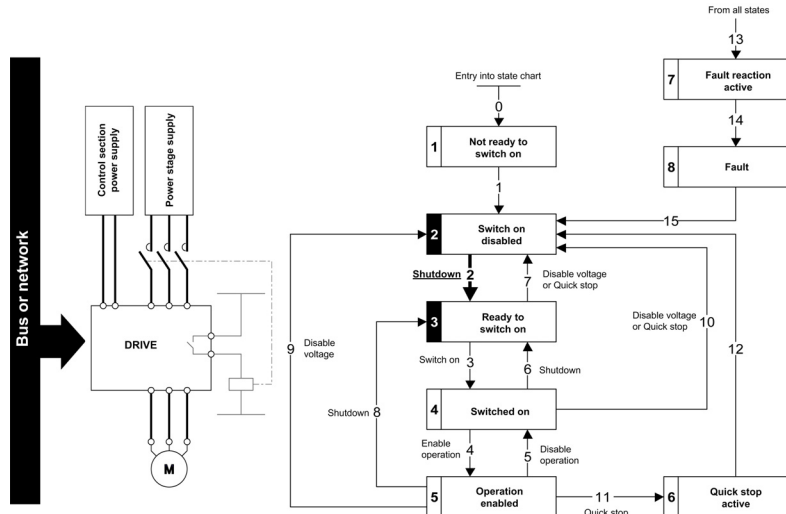 From all states
13
7
Fault reaction
active
14
8
Fault
15
Entry into state chart
0
1
Not ready to
switch on
1
2
Switch on
disabled
Shutdown 2
7
Disable voltage
or Quick stop
3
Ready to
switch on
Switch on
3
6
Shutdown
4
Switched on
Enable
operation
4
5
Disable
operation
5
Operation
enabled
11
Quick stop
6
Quick stop
active
9
Disable
voltage
Shutdown
8
Disable voltage
or Quick stop
10
12
Bus or network
Control section
power supply
Power stage supply
DRIVE
M